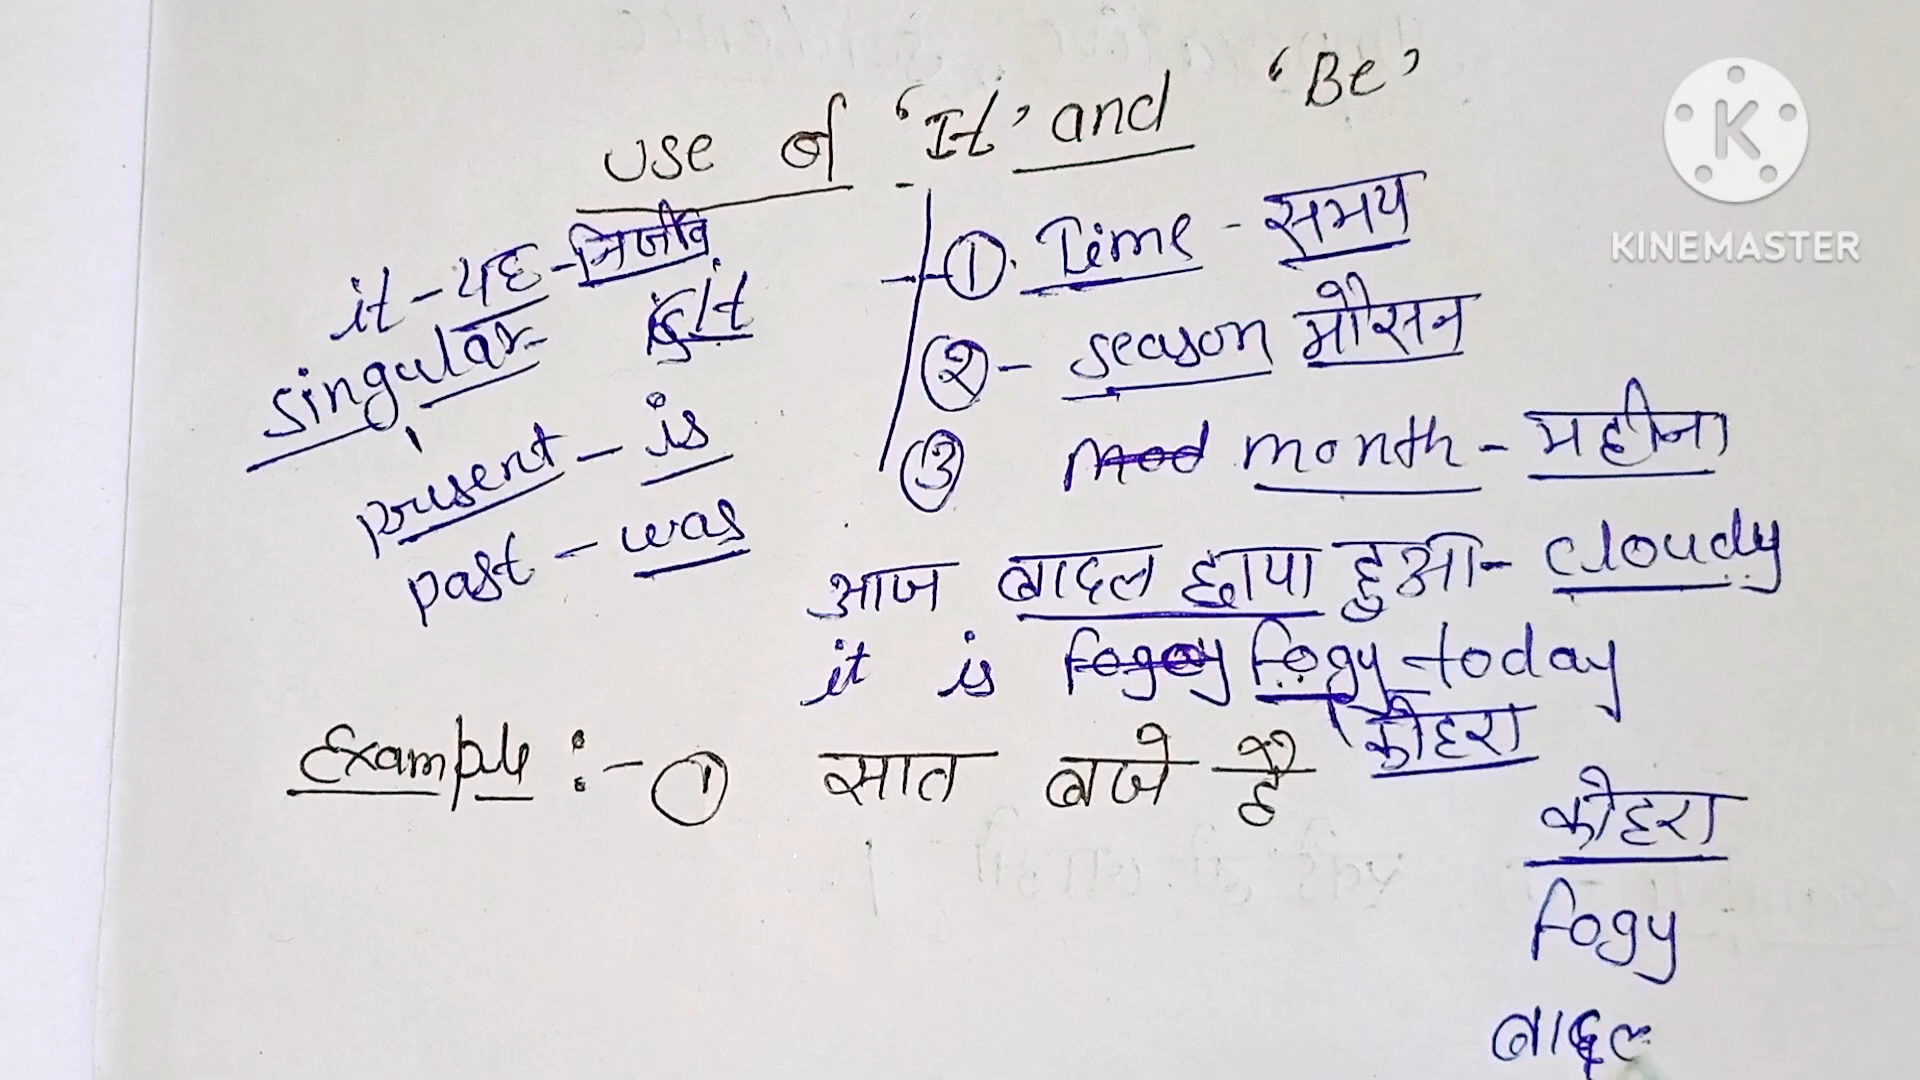 use of 'It' and 'Be'
it - यह - निर्जीव
singular
present - is
past - was
① Time - समय
② - season मौसम
③ month - महीना
आज बादल छाया हुआ - cloudy
it is fogy today
कोहरा
Example :- ① सात बजे है
कोहरा
fogy
बादल
K
KINEMASTER